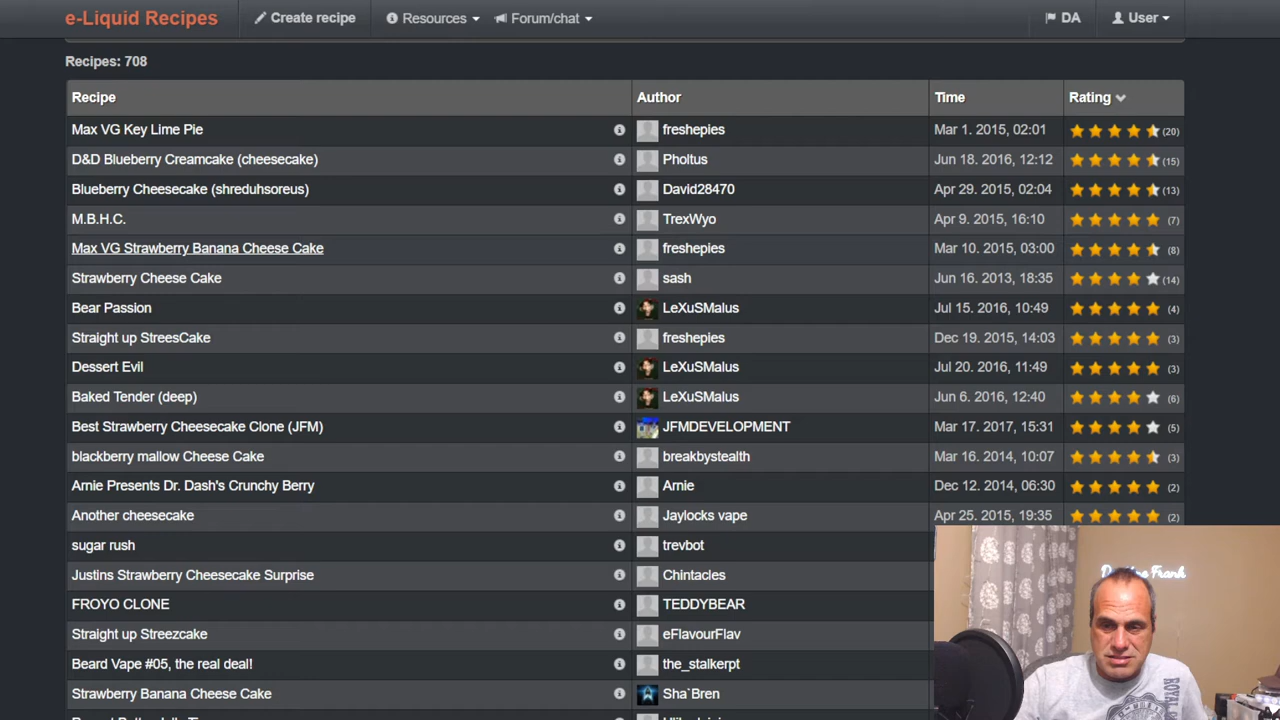 e-Liquid Recipes Create recipe Resources Forum/chat DA User
Recipes: 708
Recipe Author Time Rating
Max VG Key Lime Pie freshepies Mar 1. 2015, 02:01 (20)
D&D Blueberry Creamcake (cheesecake) Pholtus Jun 18. 2016, 12:12 (15)
Blueberry Cheesecake (shreduhsoreus) David28470 Apr 29. 2015, 02:04 (13)
M.B.H.C. TrexWyo Apr 9. 2015, 16:10 (7)
Max VG Strawberry Banana Cheese Cake freshepies Mar 10. 2015, 03:00 (8)
Strawberry Cheese Cake sash Jun 16. 2013, 18:35 (14)
Bear Passion LeXuSMalus Jul 15. 2016, 10:49 (4)
Straight up StreesCake freshepies Dec 19. 2015, 14:03 (3)
Dessert Evil LeXuSMalus Jul 20. 2016, 11:49 (3)
Baked Tender (deep) LeXuSMalus Jun 6. 2016, 12:40 (6)
Best Strawberry Cheesecake Clone (JFM) JFMDEVELOPMENT Mar 17. 2017, 15:31 (5)
blackberry mallow Cheese Cake breakbystealth Mar 16. 2014, 10:07 (3)
Arnie Presents Dr. Dash's Crunchy Berry Arnie Dec 12. 2014, 06:30 (2)
Another cheesecake Jaylocks vape Apr 25. 2015, 19:35 (2)
sugar rush trevbot
Justins Strawberry Cheesecake Surprise Chintacles
Frank
FROYO CLONE TEDDYBEAR
Straight up Streezcake eFlavourFlav
Beard Vape #05, the real deal! the_stalkerpt
Strawberry Banana Cheese Cake Sha`Bren
ROYAL